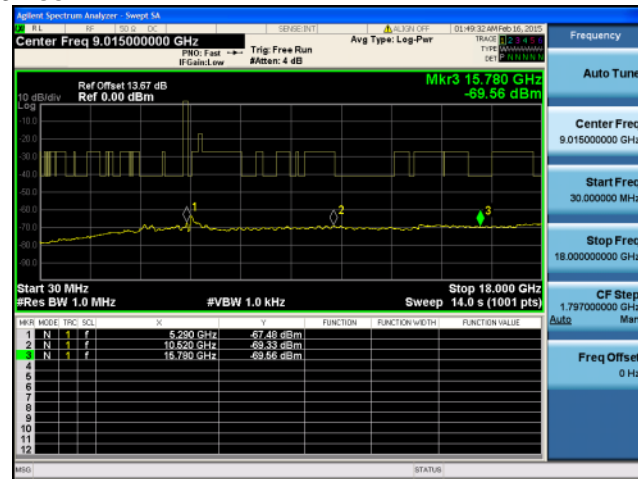 Agilent Spectrum Analyzer - Swept SA
RL RF 50 Ω DC SENSE:INT ALIGN OFF 01:49:32 AM Feb 16, 2015
Center Freq 9.015000000 GHz
PNO: Fast
IFGain:Low
Trig: Free Run
#Atten: 4 dB
Avg Type: Log-Pwr
TRACE 1 2 3 4 5 6
TYPE
DET P N N N N N
Ref Offset 13.67 dB
10 dB/div Ref 0.00 dBm
Log
Mkr3 15.780 GHz
-69.56 dBm
-10.0
-20.0
-30.0
-40.0
-50.0
-60.0
-70.0
-80.0
-90.0
1
2
3
Start 30 MHz
Stop 18.000 GHz
#Res BW 1.0 MHz #VBW 1.0 kHz Sweep 14.0 s (1001 pts)
MKR MODE TRC SCL X Y FUNCTION FUNCTION WIDTH FUNCTION VALUE
1 N 1 f 5.290 GHz -67.48 dBm
2 N 1 f 10.520 GHz -69.33 dBm
3 N 1 f 15.780 GHz -69.56 dBm
4
5
6
7
8
9
10
11
12
MSG STATUS
Frequency
Auto Tune
Center Freq
9.015000000 GHz
Start Freq
30.000000 MHz
Stop Freq
18.000000000 GHz
CF Step
1.797000000 GHz
Auto Man
Freq Offset
0 Hz